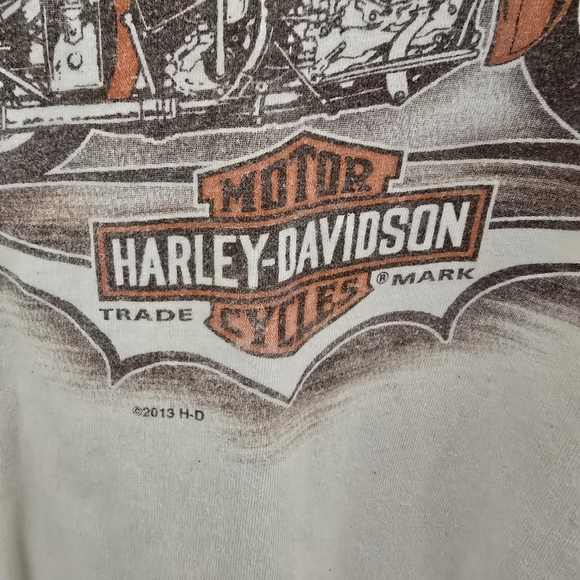 MOTOR
HARLEY-DAVIDSON
CYCLES
TRADE ® MARK
©2013 H-D